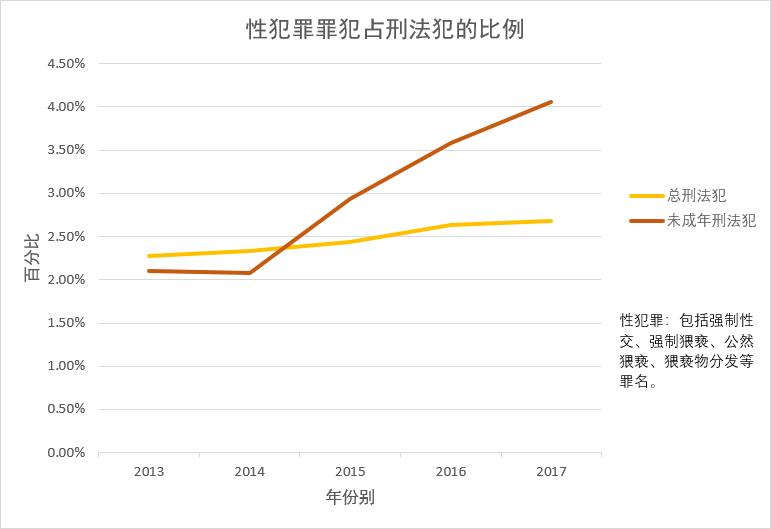 性犯罪罪犯占刑法犯的比例
4.50%
4.00%
3.50%
3.00%
2.50%
2.00%
1.50%
1.00%
0.50%
0.00%
百分比
2013
2014
2015
2016
2017
年份别
总刑法犯
未成年刑法犯
性犯罪：包括强制性
交、强制猥亵、公然
猥亵、猥亵物分发等
罪名。